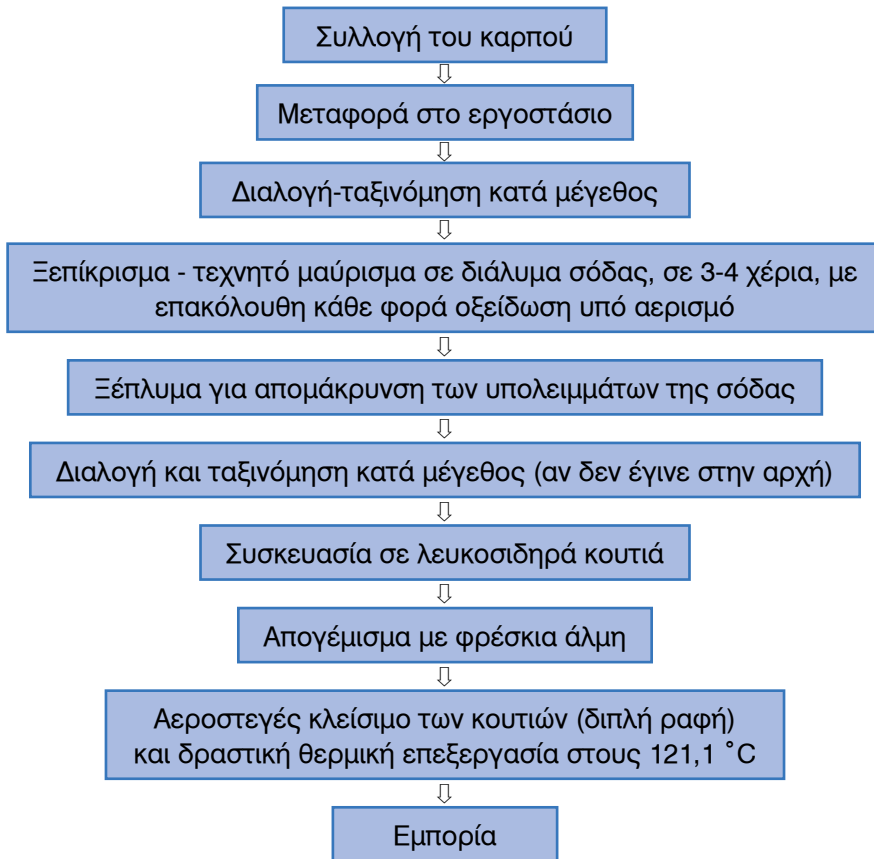 Συλλογή του καρπού
Μεταφορά στο εργοστάσιο
Διαλογή-ταξινόμηση κατά μέγεθος
Ξεπίκρισμα - τεχνητό μαύρισμα σε διάλυμα σόδας, σε 3-4 χέρια, με
επακόλουθη κάθε φορά οξείδωση υπό αερισμό
Ξέπλυμα για απομάκρυνση των υπολειμμάτων της σόδας
Διαλογή και ταξινόμηση κατά μέγεθος (αν δεν έγινε στην αρχή)
Συσκευασία σε λευκοσιδηρά κουτιά
Απογέμισμα με φρέσκια άλμη
Αεροστεγές κλείσιμο των κουτιών (διπλή ραφή)
και δραστική θερμική επεξεργασία στους 121,1 °C
Εμπορία